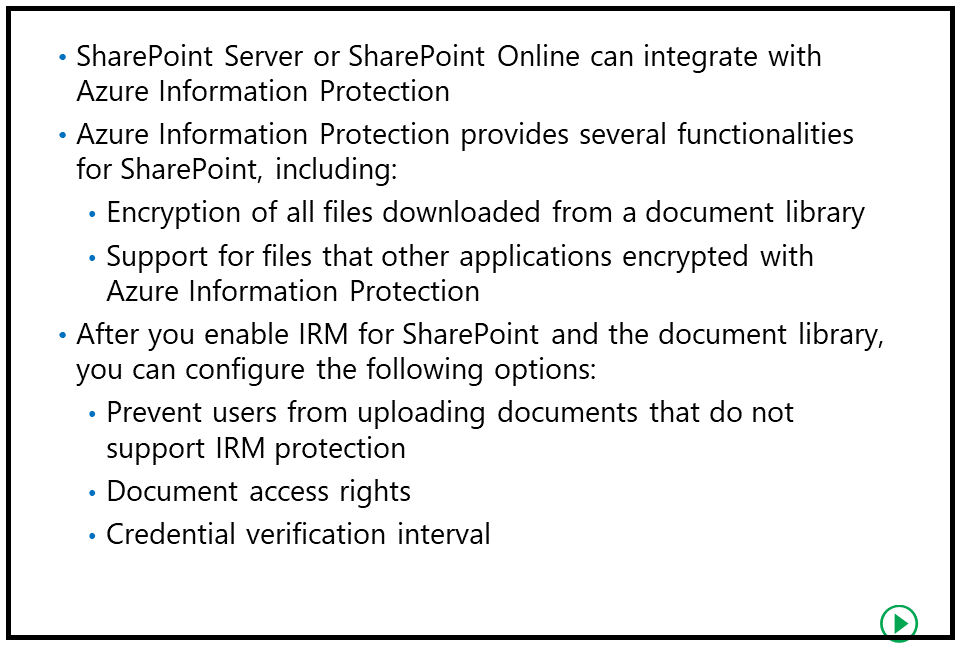 • SharePoint Server or SharePoint Online can integrate with
Azure Information Protection
• Azure Information Protection provides several functionalities
for SharePoint, including:
• Encryption of all files downloaded from a document library
• Support for files that other applications encrypted with
Azure Information Protection
• After you enable IRM for SharePoint and the document library,
you can configure the following options:
• Prevent users from uploading documents that do not
support IRM protection
• Document access rights
• Credential verification interval